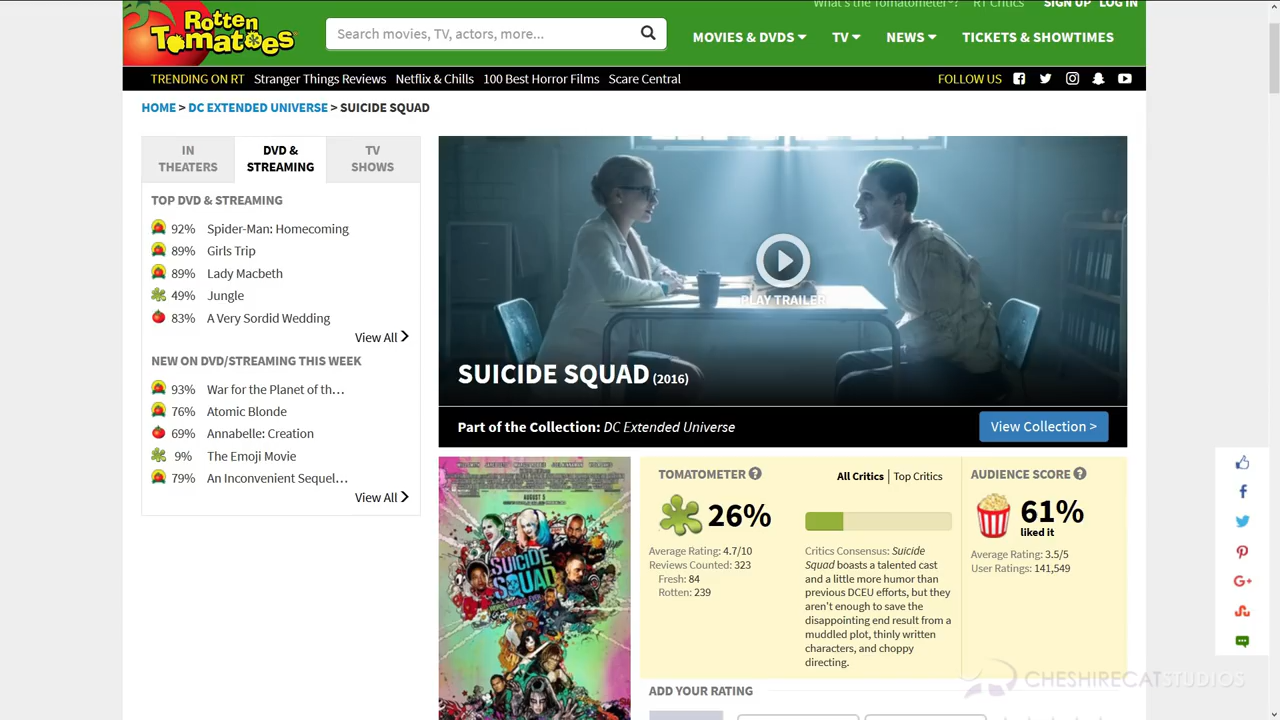 What's the Tomatometer®?
RT Critics
SIGN UP
LOG IN
Rotten
Tomatoes
Search movies, TV, actors, more...
MOVIES & DVDS
TV
NEWS
TICKETS & SHOWTIMES
TRENDING ON RT
Stranger Things Reviews
Netflix & Chills
100 Best Horror Films
Scare Central
FOLLOW US
HOME > DC EXTENDED UNIVERSE > SUICIDE SQUAD
IN
THEATERS
DVD &
STREAMING
TV
SHOWS
TOP DVD & STREAMING
92% Spider-Man: Homecoming
89% Girls Trip
89% Lady Macbeth
49% Jungle
83% A Very Sordid Wedding
View All
NEW ON DVD/STREAMING THIS WEEK
93% War for the Planet of th…
76% Atomic Blonde
69% Annabelle: Creation
9% The Emoji Movie
79% An Inconvenient Sequel…
View All
PLAY TRAILER
SUICIDE SQUAD (2016)
Part of the Collection: DC Extended Universe
View Collection >
AUGUST 5
SUICIDE
SQUAD
TOMATOMETER
26%
Average Rating: 4.7/10
Reviews Counted: 323
Fresh: 84
Rotten: 239
All Critics | Top Critics
Critics Consensus: Suicide
Squad boasts a talented cast
and a little more humor than
previous DCEU efforts, but they
aren't enough to save the
disappointing end result from a
muddled plot, thinly written
characters, and choppy
directing.
AUDIENCE SCORE
61%
liked it
Average Rating: 3.5/5
User Ratings: 141,549
ADD YOUR RATING
CHESHIRECATSTUDIOS